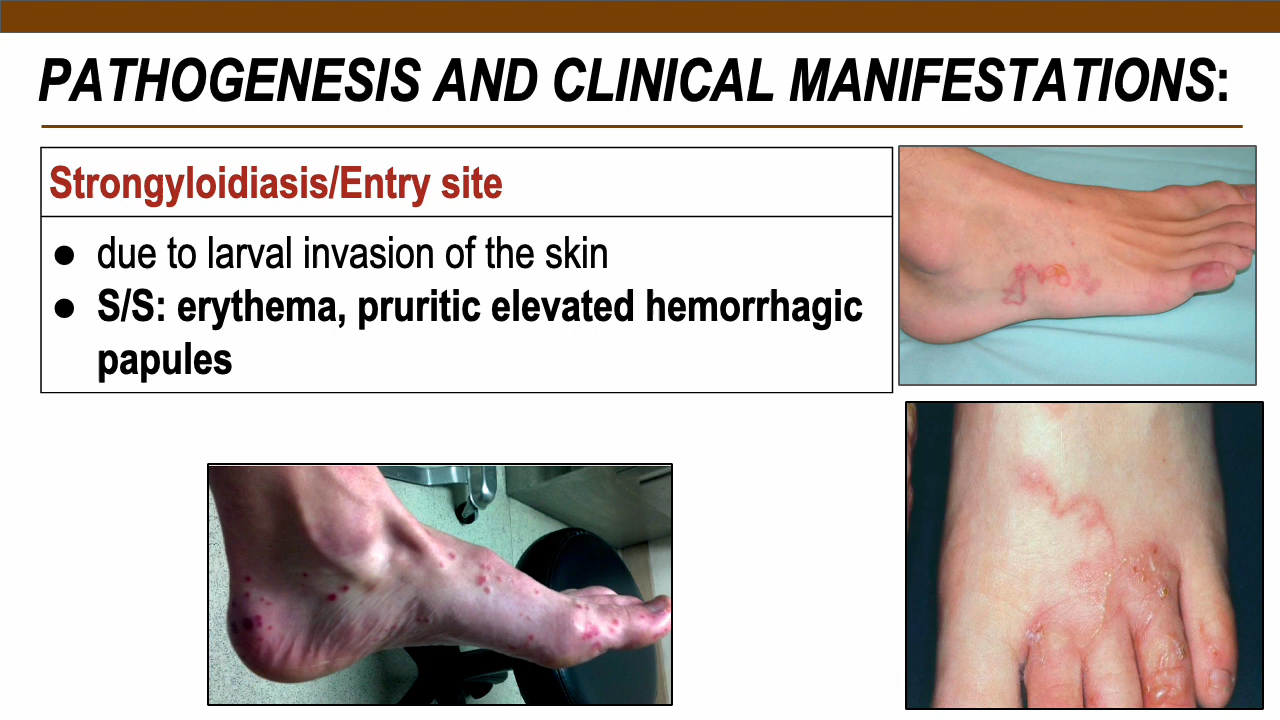 PATHOGENESIS AND CLINICAL MANIFESTATIONS:
Strongyloidiasis/Entry site
● due to larval invasion of the skin
● S/S: erythema, pruritic elevated hemorrhagic
papules